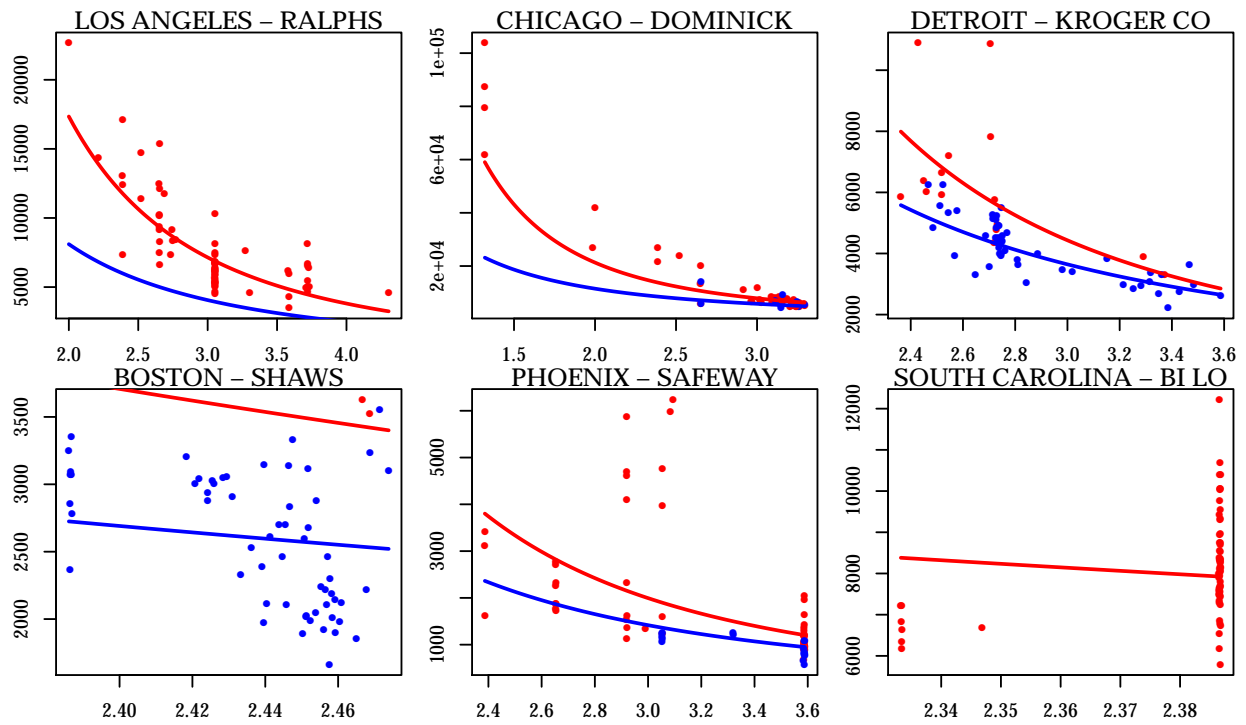 LOS ANGELES – RALPHS
5000
10000
15000
20000
2.0 2.5 3.0 3.5 4.0
CHICAGO – DOMINICK
2e+04
6e+04
1e+05
1.5 2.0 2.5 3.0
DETROIT – KROGER CO
2000
4000
6000
8000
2.4 2.6 2.8 3.0 3.2 3.4 3.6
BOSTON – SHAWS
2000
2500
3000
3500
2.40 2.42 2.44 2.46
PHOENIX – SAFEWAY
1000
3000
5000
2.4 2.6 2.8 3.0 3.2 3.4 3.6
SOUTH CAROLINA – BI LO
6000
8000
10000
12000
2.34 2.35 2.36 2.37 2.38